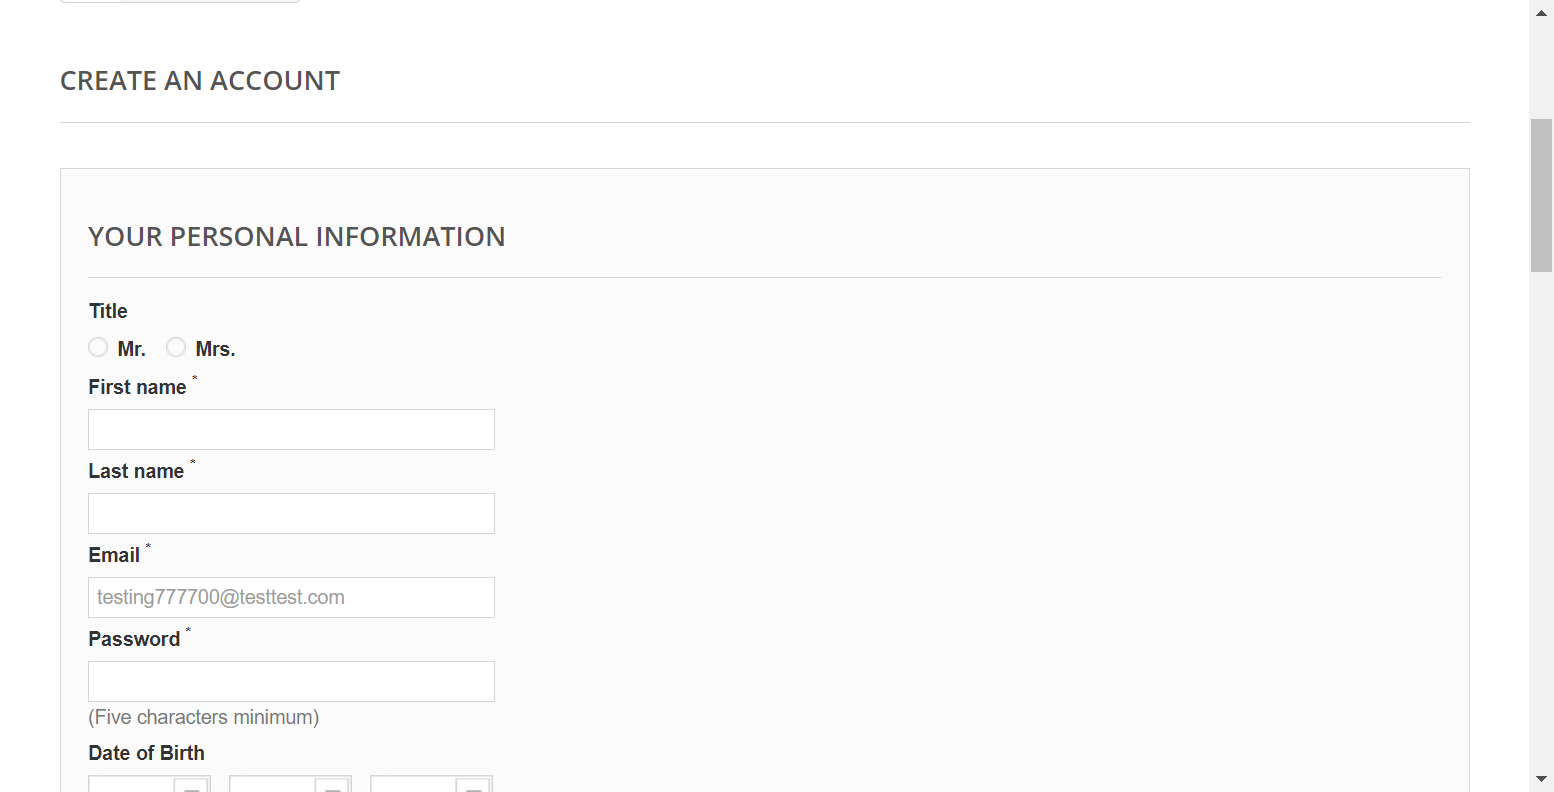 CREATE AN ACCOUNT
YOUR PERSONAL INFORMATION
Title
Mr. Mrs.
First name *
Last name *
Email *
testing777700@testtest.com
Password *
(Five characters minimum)
Date of Birth